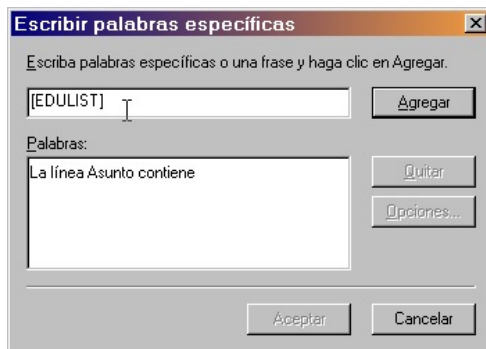 Escribir palabras específicas
Escriba palabras específicas o una frase y haga clic en Agregar.
[EDULIST]
Agregar
Palabras:
La línea Asunto contiene
Quitar
Opciones...
Aceptar
Cancelar